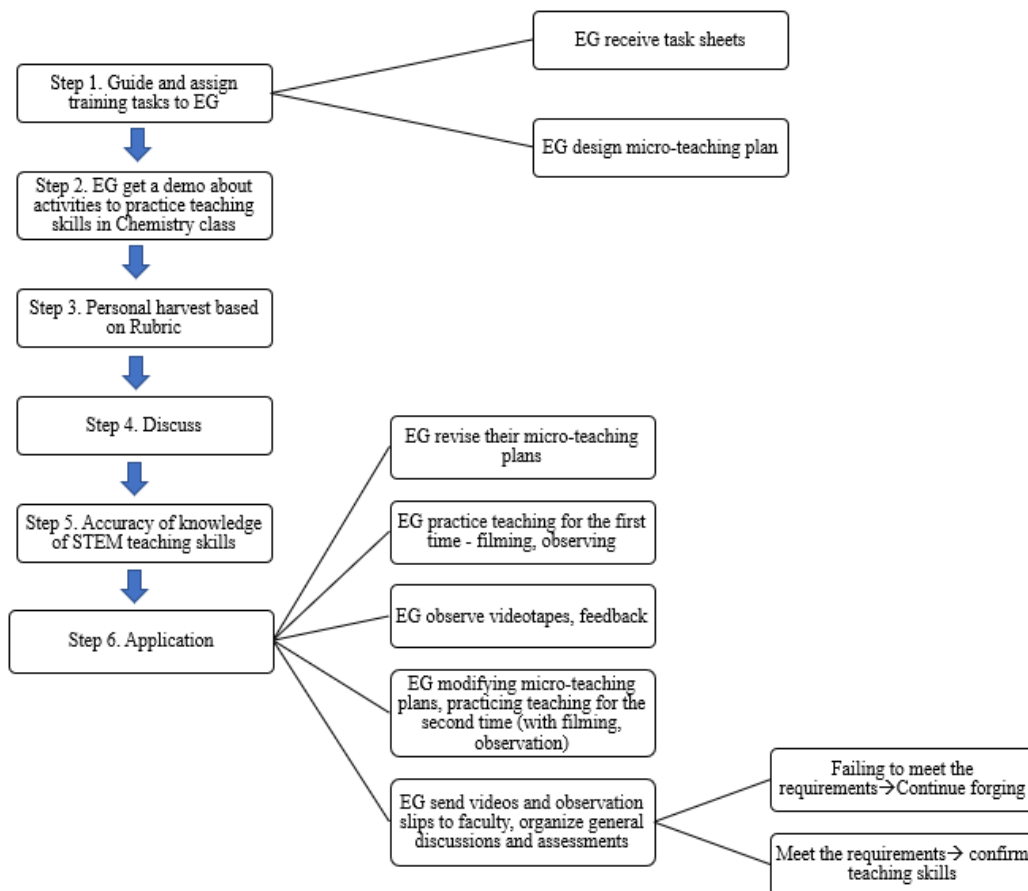 Step 1. Guide and assign
training tasks to EG
EG receive task sheets
EG design micro-teaching plan
Step 2. EG get a demo about
activities to practice teaching
skills in Chemistry class
Step 3. Personal harvest based
on Rubric
Step 4. Discuss
Step 5. Accuracy of knowledge
of STEM teaching skills
Step 6. Application
EG revise their micro-teaching
plans
EG practice teaching for the first
time - filming, observing
EG observe videotapes, feedback
EG modifying micro-teaching
plans, practicing teaching for the
second time (with filming,
observation)
EG send videos and observation
slips to faculty, organize general
discussions and assessments
Failing to meet the
requirements→Continue forging
Meet the requirements→ confirm
teaching skills